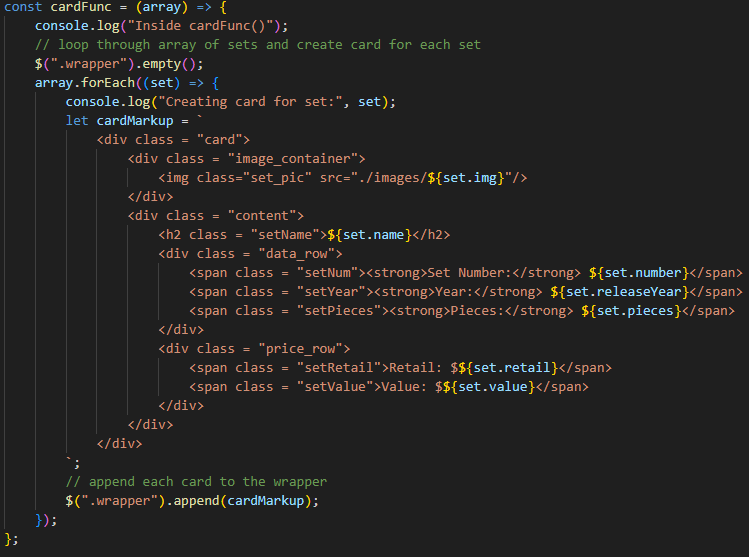 const cardFunc = (array) => {
    console.log("Inside cardFunc()");
    // loop through array of sets and create card for each set
    $(".wrapper").empty();
    array.forEach((set) => {
        console.log("Creating card for set:", set);
        let cardMarkup = `
            <div class = "card">
                <div class = "image_container">
                    <img class="set_pic" src="./images/${set.img}"/>
                </div>
                <div class = "content">
                    <h2 class = "setName">${set.name}</h2>
                    <div class = "data_row">
                        <span class = "setNum"><strong>Set Number:</strong> ${set.number}</span>
                        <span class = "setYear"><strong>Year:</strong> ${set.releaseYear}</span>
                        <span class = "setPieces"><strong>Pieces:</strong> ${set.pieces}</span>
                    </div>
                    <div class = "price_row">
                        <span class = "setRetail">Retail: $${set.retail}</span>
                        <span class = "setValue">Value: $${set.value}</span>
                    </div>
                </div>
            </div>
        `;
        // append each card to the wrapper
        $(".wrapper").append(cardMarkup);
    });
};